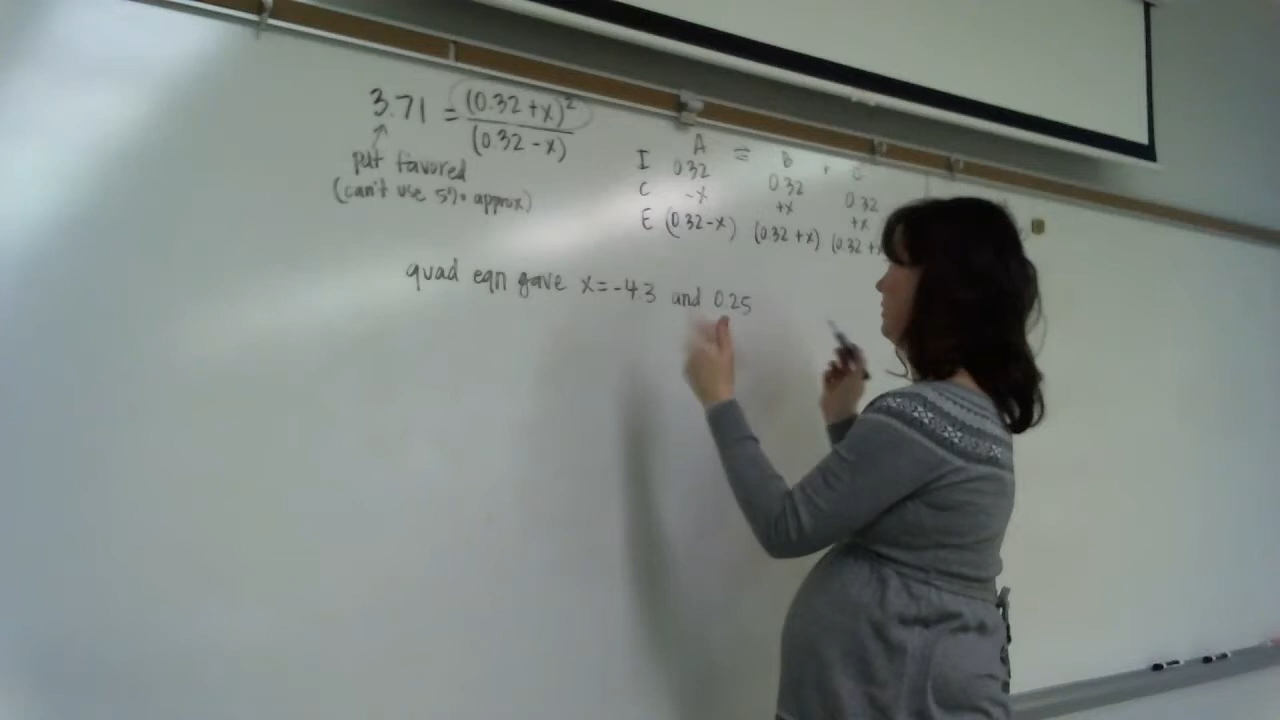 3.71 = (0.32 + x)²
(0.32 - x)
pdt favored
(can't use 5% approx)
A ⇌ B + C
I 0.32 0.32 0.32
C -x +x +x
E (0.32-x) (0.32 +x) (0.32 +x
quad eqn gave x = -4.3 and 0.25